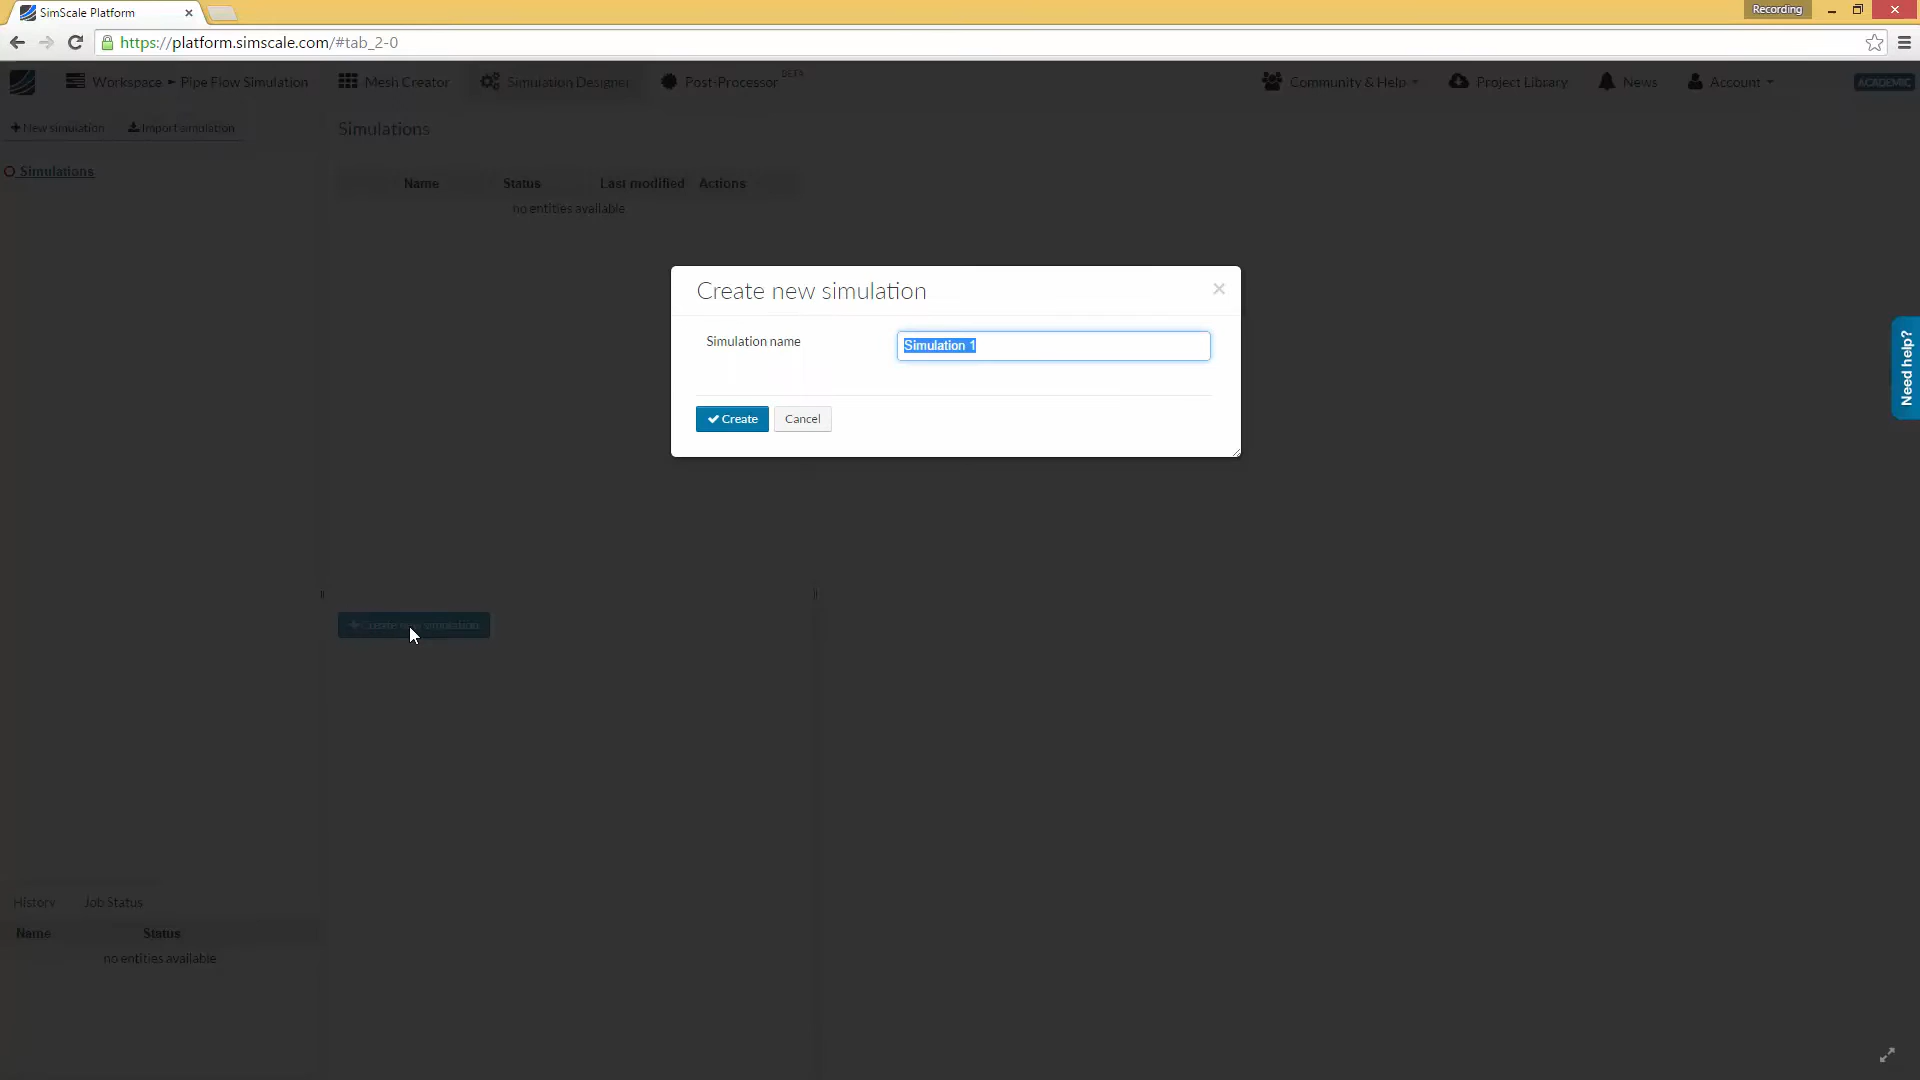 SimScale Platform
Recording
https://platform.simscale.com/#tab_2-0
Workspace Pipe Flow Simulation Mesh Creator Simulation Designer Post-Processor BETA Community & Help Project Library News Account ACADEMIC
New simulation Import simulation
Simulations
Simulations
Name Status Last modified Actions
no entities available
Create new simulation
Simulation name Simulation 1
Create Cancel
Need help?
Create new simulation
History Job Status
Name Status
no entities available